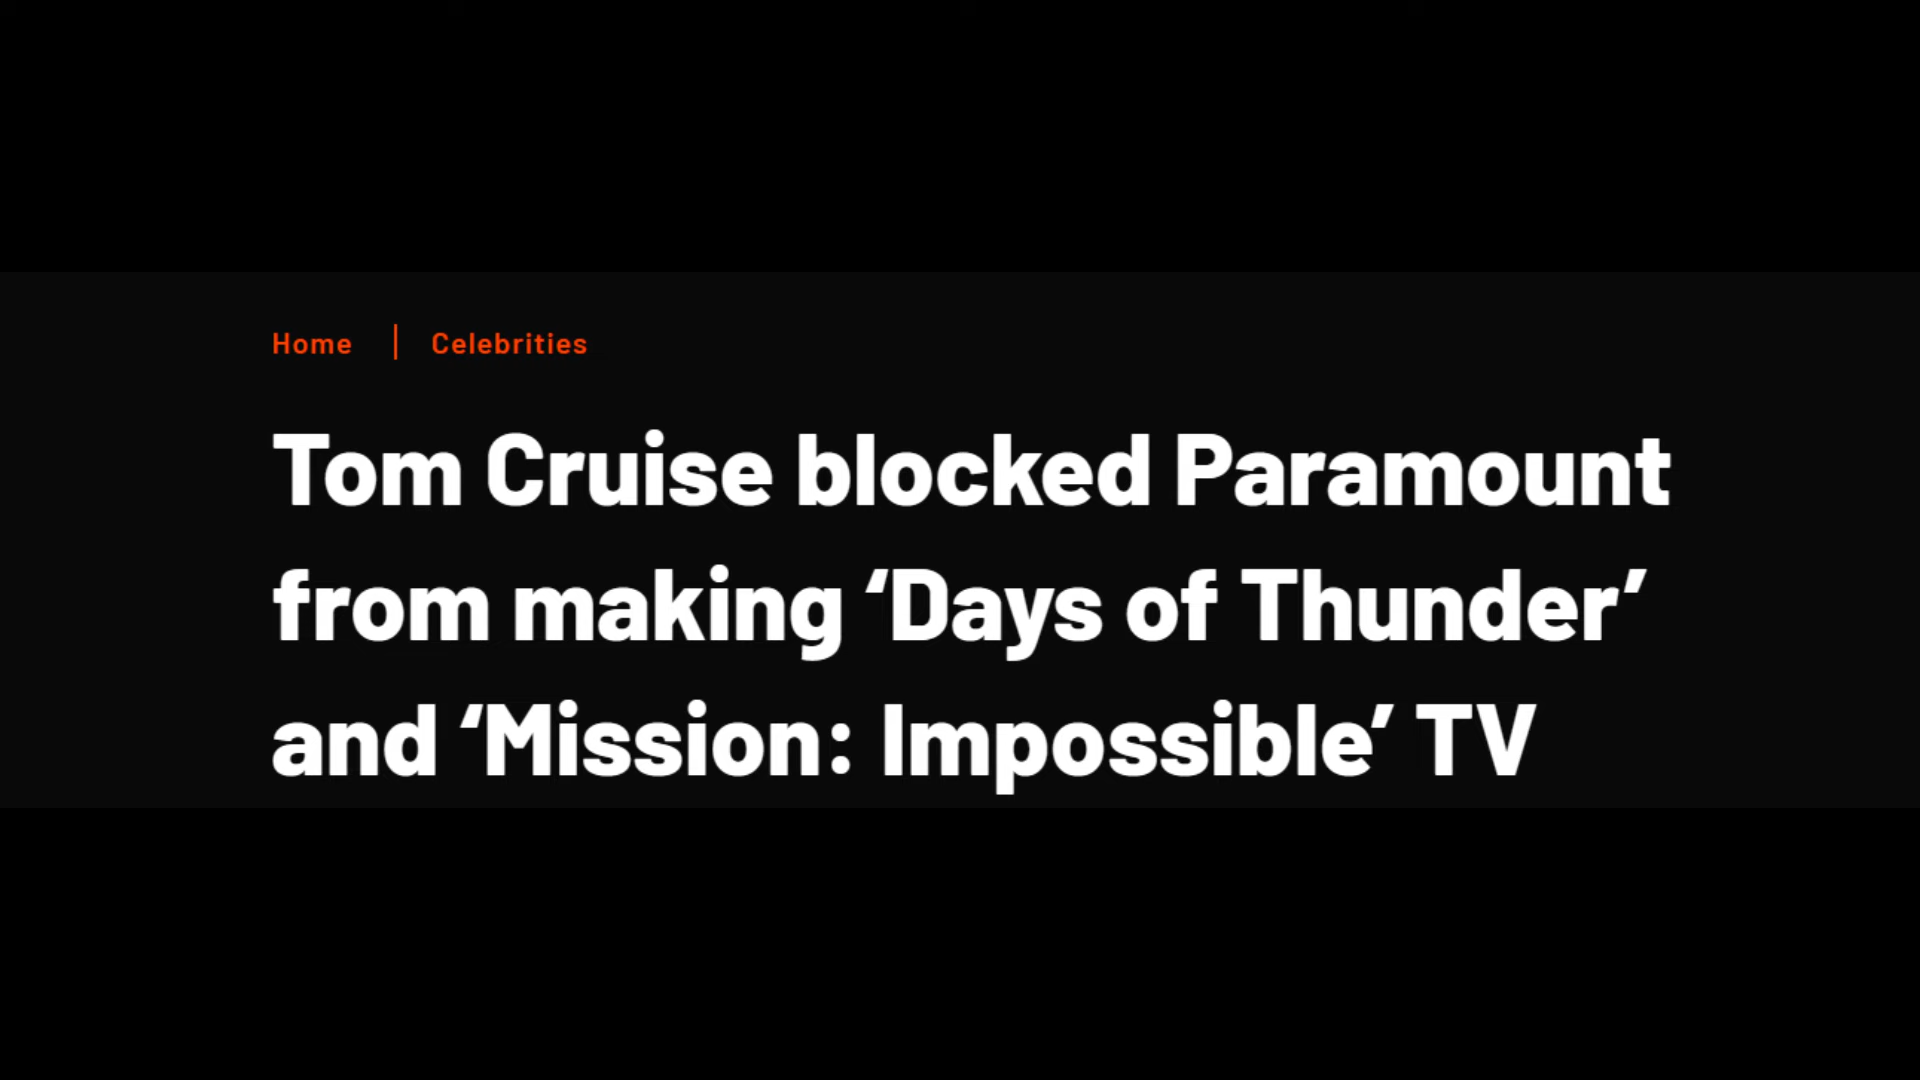 Home | Celebrities
Tom Cruise blocked Paramount
from making ‘Days of Thunder’
and ‘Mission: Impossible’ TV